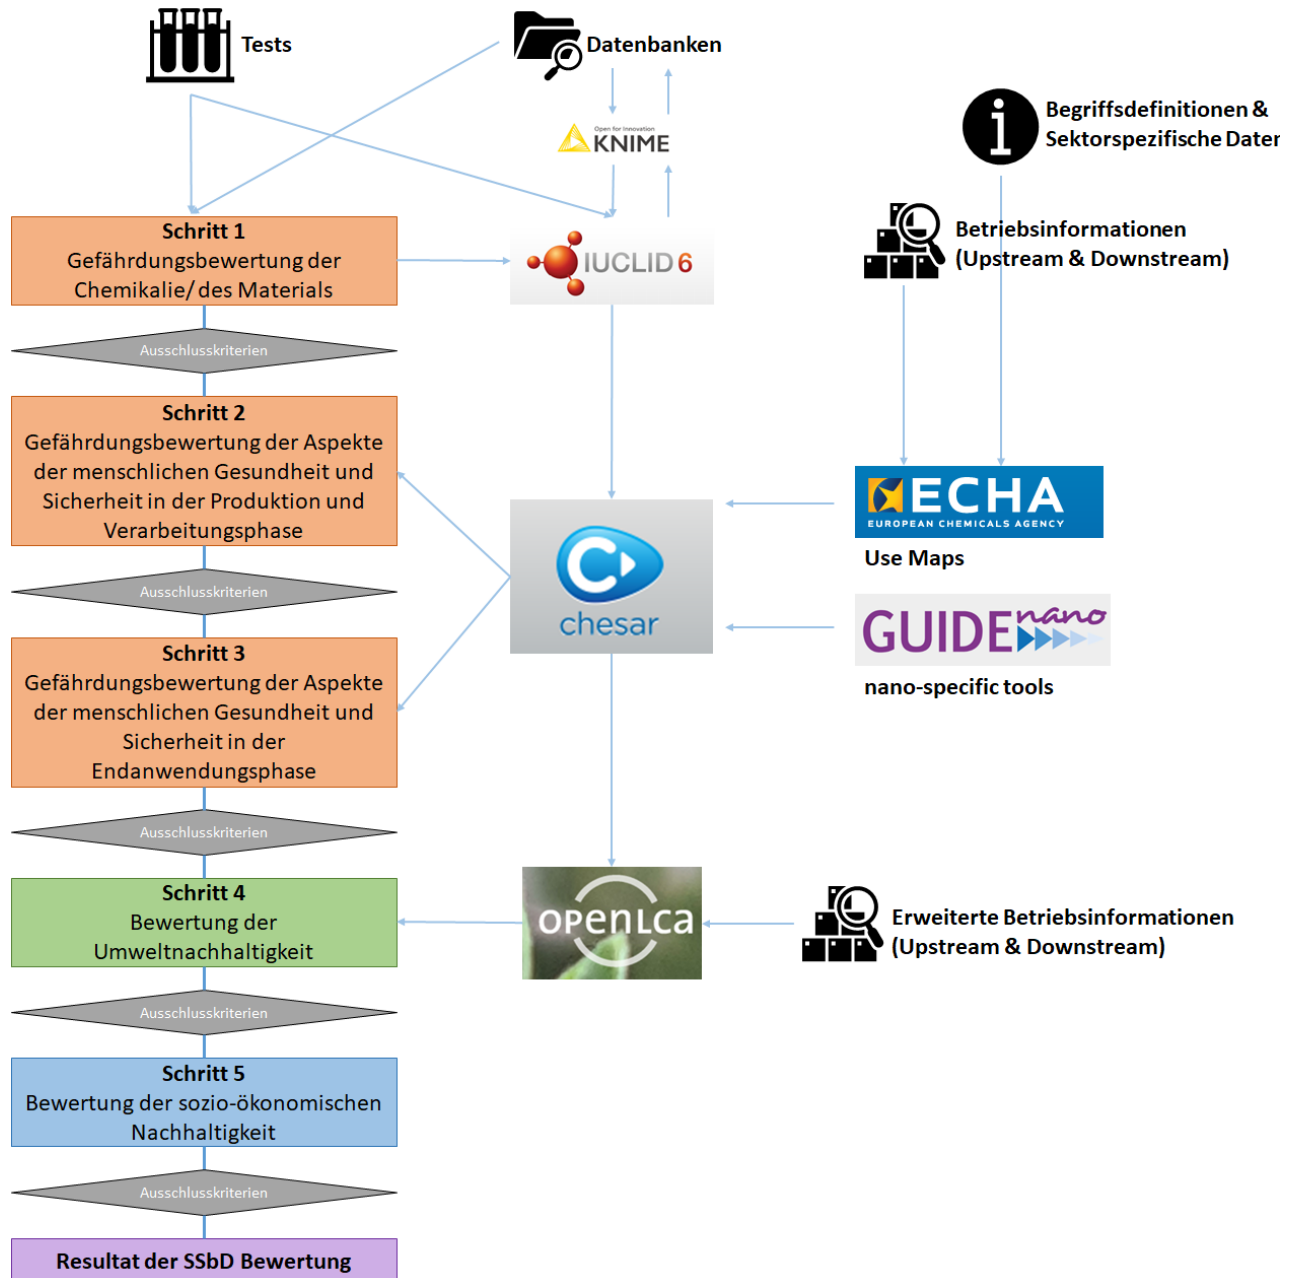 Tests
Datenbanken
Open for Innovation
KNIME
Begriffsdefinitionen &
Sektorspezifische Daten
Betriebsinformationen
(Upstream & Downstream)
Schritt 1
Gefährdungsbewertung der
Chemikalie/ des Materials
IUCLID 6
Ausschlusskriterien
Schritt 2
Gefährdungsbewertung der Aspekte
der menschlichen Gesundheit und
Sicherheit in der Produktion und
Verarbeitungsphase
ECHA
EUROPEAN CHEMICALS AGENCY
Use Maps
chesar
GUIDEnano
nano-specific tools
Ausschlusskriterien
Schritt 3
Gefährdungsbewertung der Aspekte
der menschlichen Gesundheit und
Sicherheit in der
Endanwendungsphase
Ausschlusskriterien
Schritt 4
Bewertung der
Umweltnachhaltigkeit
openLca
Erweiterte Betriebsinformationen
(Upstream & Downstream)
Ausschlusskriterien
Schritt 5
Bewertung der sozio-ökonomischen
Nachhaltigkeit
Ausschlusskriterien
Resultat der SSbD Bewertung